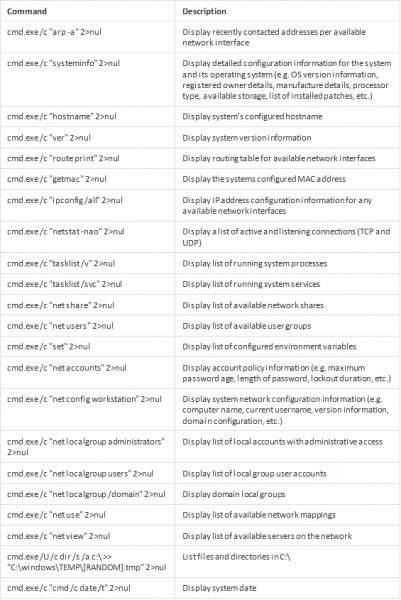 Command Description
cmd.exe /c "arp -a" 2>nul Display recently contacted addresses per available
network interface
cmd.exe /c "systeminfo" 2>nul Display detailed configuration information for the system
and its operating system (e.g. OS version information,
registered owner details, manufacture details, processor
type, available storage, list of installed patches, etc.)
cmd.exe /c "hostname" 2>nul Display system's configured hostname
cmd.exe /c "ver" 2>nul Display system version information
cmd.exe /c "route print" 2>nul Display routing table for available network interfaces
cmd.exe /c "getmac" 2>nul Display the systems configured MAC address
cmd.exe /c "ipconfig /all" 2>nul Display IP address configuration information for any
available network interfaces
cmd.exe /c "netstat -nao" 2>nul Display a list of active and listening connections (TCP and
UDP)
cmd.exe /c "tasklist /v" 2>nul Display list of running system processes
cmd.exe /c "tasklist /svc" 2>nul Display list of running system services
cmd.exe /c "net share" 2>nul Display list of available network shares
cmd.exe /c "net users" 2>nul Display list of available user groups
cmd.exe /c "set" 2>nul Display list of configured environment variables
cmd.exe /c "net accounts" 2>nul Display account policy information (e.g. maximum
password age, length of password, lockout duration, etc.)
cmd.exe /c "net config workstation" 2>nul Display system network configuration information (e.g.
computer name, current username, version information,
domain configuration, etc.)
cmd.exe /c "net localgroup administrators" Display list of local accounts with administrative access
2>nul
cmd.exe /c "net localgroup users" 2>nul Display list of local group user accounts
cmd.exe /c "net localgroup /domain" 2>nul Display domain local groups
cmd.exe /c "net use" 2>nul Display list of available network mappings
cmd.exe /c "net view" 2>nul Display list of available servers on the network
cmd.exe /U /c dir /s /a c:\ >> List files and directories in C:\
"C:\windows\TEMP\[RANDOM].tmp" 2>nul
cmd.exe /c "cmd /c date /t" 2>nul Display system date